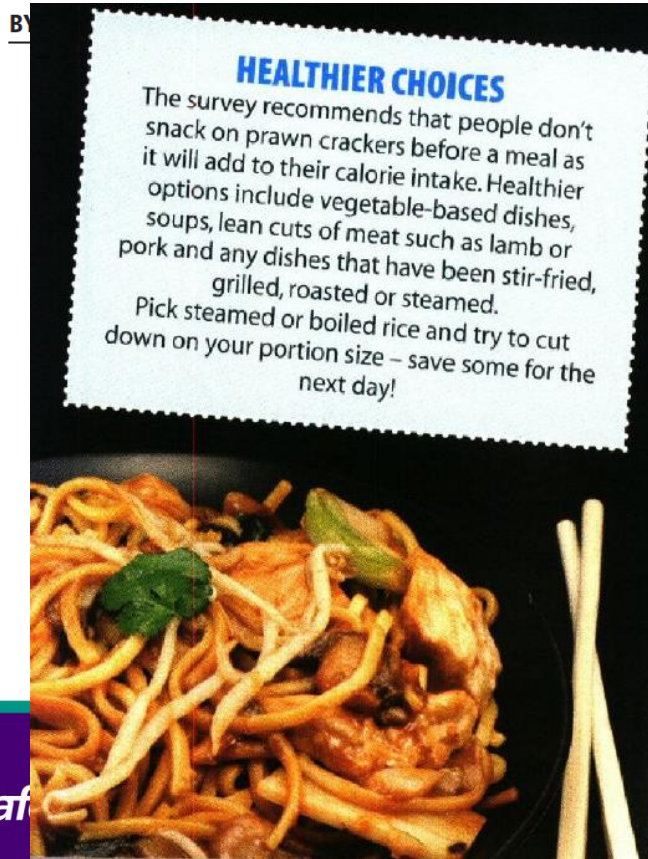 BY
HEALTHIER CHOICES
The survey recommends that people don't
snack on prawn crackers before a meal as
it will add to their calorie intake. Healthier
options include vegetable-based dishes,
soups, lean cuts of meat such as lamb or
pork and any dishes that have been stir-fried,
grilled, roasted or steamed.
Pick steamed or boiled rice and try to cut
down on your portion size – save some for the
next day!